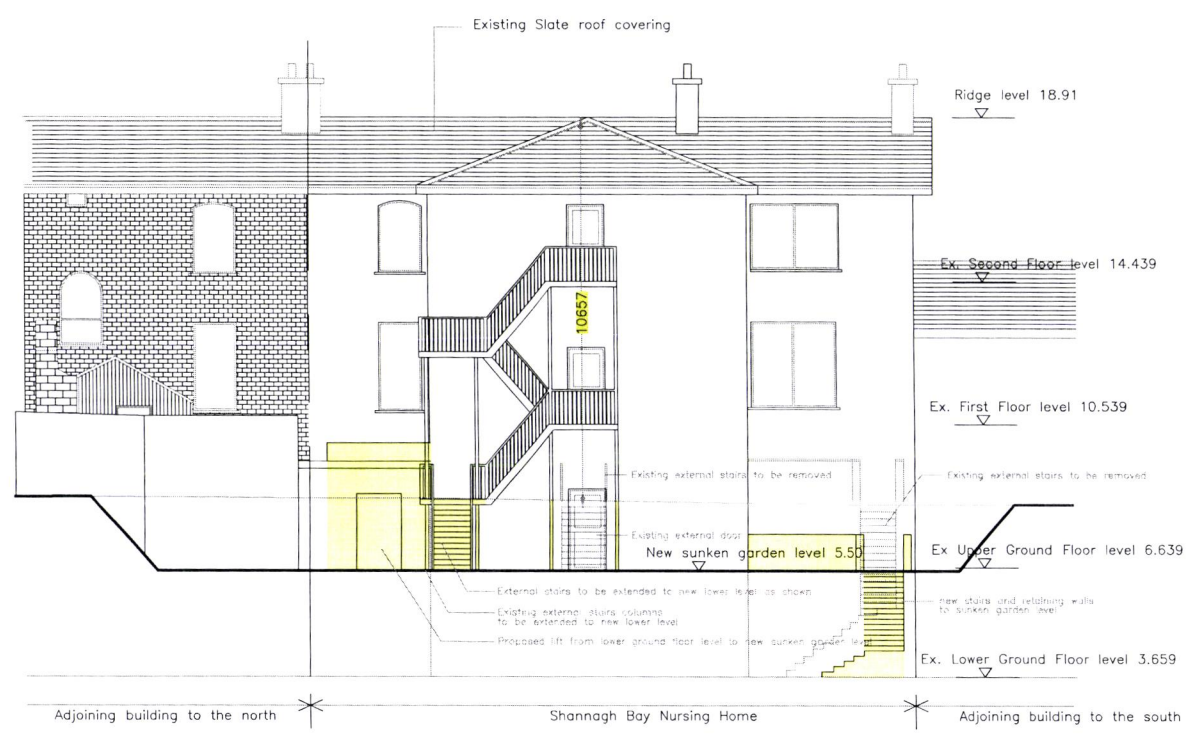 Existing Slate roof covering
Ridge level 18.91
Ex. Second Floor level 14.439
10657
Ex. First Floor level 10.539
Existing external stairs to be removed
Existing external stairs to be removed
Existing external door
New sunken garden level 5.50
Ex Upper Ground Floor level 6.639
External stairs to be extended to new lower level as shown
new stairs and retaining walls
to sunken garden level
Existing external stairs columns
to be extended to new lower level
Proposed lift from lower ground floor level to new sunken garden level
Ex. Lower Ground Floor level 3.659
Adjoining building to the north
Shannagh Bay Nursing Home
Adjoining building to the south